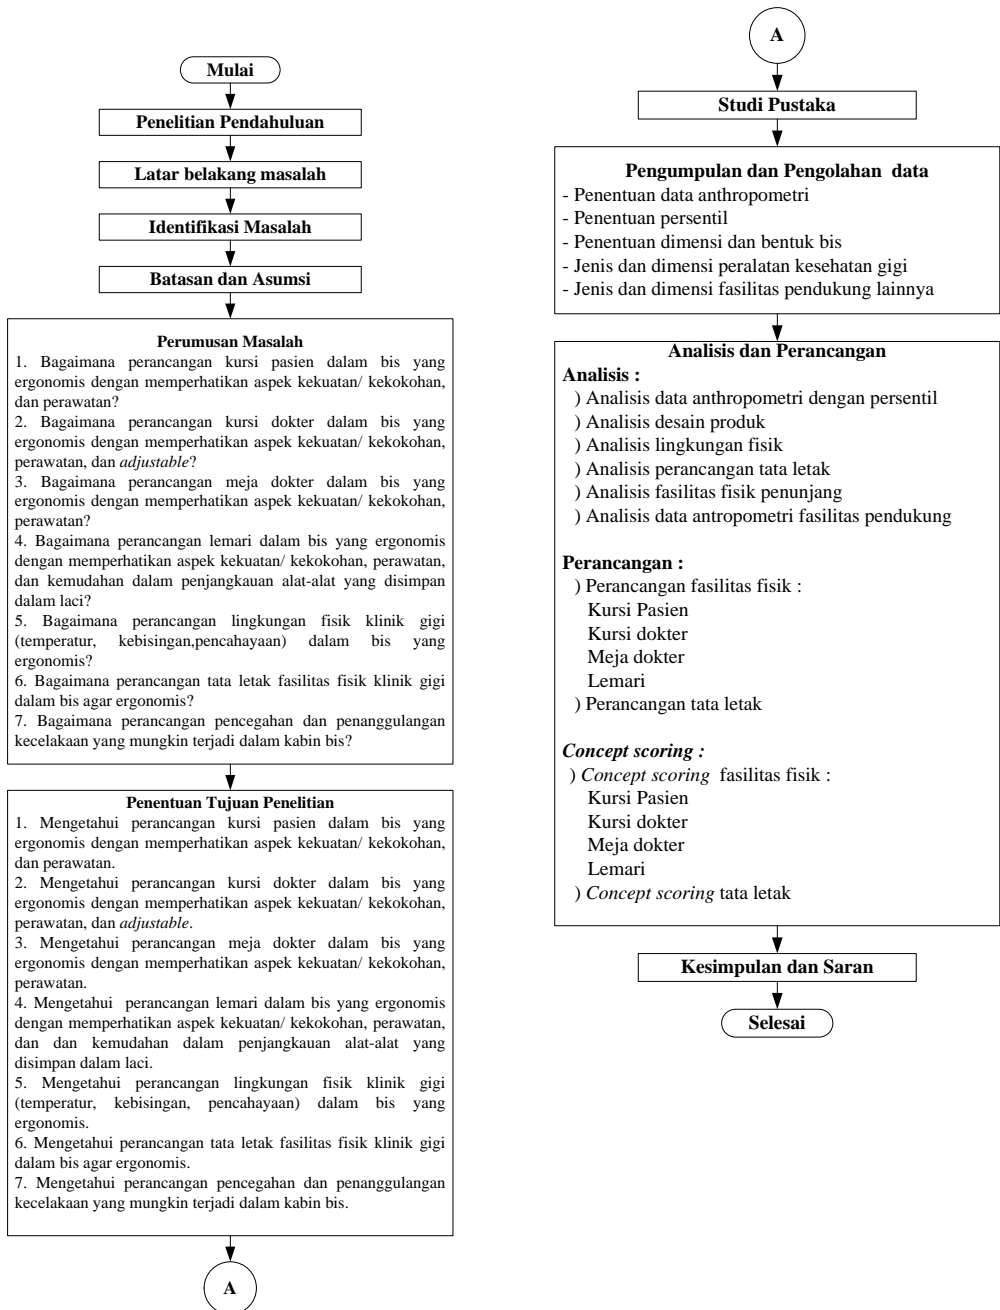 Mulai
Penelitian Pendahuluan
Latar belakang masalah
Identifikasi Masalah
Batasan dan Asumsi
Perumusan Masalah
1. Bagaimana perancangan kursi pasien dalam bis yang
ergonomis dengan memperhatikan aspek kekuatan/ kekokohan,
dan perawatan?
2. Bagaimana perancangan kursi dokter dalam bis yang
ergonomis dengan memperhatikan aspek kekuatan/ kekokohan,
perawatan, dan adjustable?
3. Bagaimana perancangan meja dokter dalam bis yang
ergonomis dengan memperhatikan aspek kekuatan/ kekokohan,
perawatan?
4. Bagaimana perancangan lemari dalam bis yang ergonomis
dengan memperhatikan aspek kekuatan/ kekokohan, perawatan,
dan kemudahan dalam penjangkauan alat-alat yang disimpan
dalam laci?
5. Bagaimana perancangan lingkungan fisik klinik gigi
(temperatur, kebisingan,pencahayaan) dalam bis yang
ergonomis?
6. Bagaimana perancangan tata letak fasilitas fisik klinik gigi
dalam bis agar ergonomis?
7. Bagaimana perancangan pencegahan dan penanggulangan
kecelakaan yang mungkin terjadi dalam kabin bis?
Penentuan Tujuan Penelitian
1. Mengetahui perancangan kursi pasien dalam bis yang
ergonomis dengan memperhatikan aspek kekuatan/ kekokohan,
dan perawatan.
2. Mengetahui perancangan kursi dokter dalam bis yang
ergonomis dengan memperhatikan aspek kekuatan/ kekokohan,
perawatan, dan adjustable.
3. Mengetahui perancangan meja dokter dalam bis yang
ergonomis dengan memperhatikan aspek kekuatan/ kekokohan,
perawatan.
4. Mengetahui perancangan lemari dalam bis yang ergonomis
dengan memperhatikan aspek kekuatan/ kekokohan, perawatan,
dan dan kemudahan dalam penjangkauan alat-alat yang
disimpan dalam laci.
5. Mengetahui perancangan lingkungan fisik klinik gigi
(temperatur, kebisingan, pencahayaan) dalam bis yang
ergonomis.
6. Mengetahui perancangan tata letak fasilitas fisik klinik gigi
dalam bis agar ergonomis.
7. Mengetahui perancangan pencegahan dan penanggulangan
kecelakaan yang mungkin terjadi dalam kabin bis.
A
A
Studi Pustaka
Pengumpulan dan Pengolahan data
- Penentuan data anthropometri
- Penentuan persentil
- Penentuan dimensi dan bentuk bis
- Jenis dan dimensi peralatan kesehatan gigi
- Jenis dan dimensi fasilitas pendukung lainnya
Analisis dan Perancangan
Analisis :
) Analisis data anthropometri dengan persentil
) Analisis desain produk
) Analisis lingkungan fisik
) Analisis perancangan tata letak
) Analisis fasilitas fisik penunjang
) Analisis data antropometri fasilitas pendukung
Perancangan :
) Perancangan fasilitas fisik :
Kursi Pasien
Kursi dokter
Meja dokter
Lemari
) Perancangan tata letak
Concept scoring :
) Concept scoring fasilitas fisik :
Kursi Pasien
Kursi dokter
Meja dokter
Lemari
) Concept scoring tata letak
Kesimpulan dan Saran
Selesai